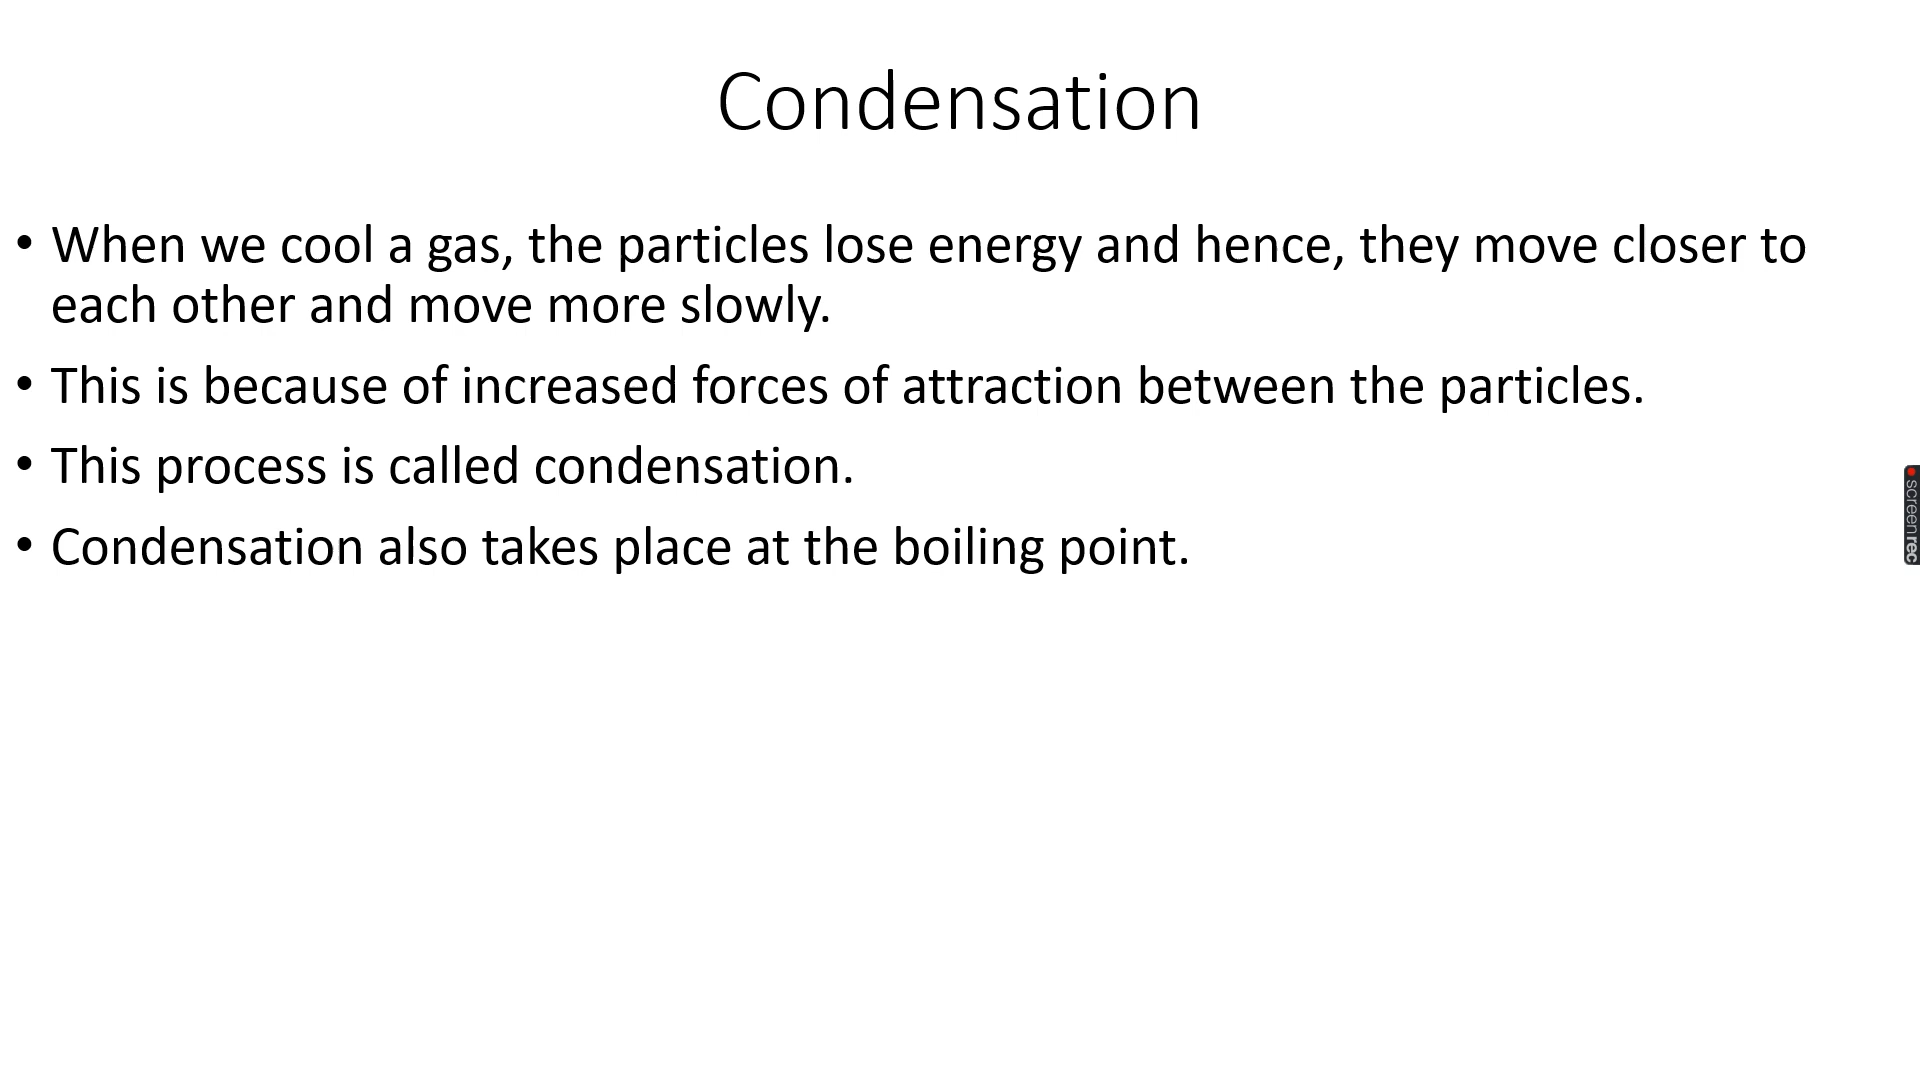 Condensation
• When we cool a gas, the particles lose energy and hence, they move closer to
each other and move more slowly.
• This is because of increased forces of attraction between the particles.
• This process is called condensation.
• Condensation also takes place at the boiling point.
screenrec